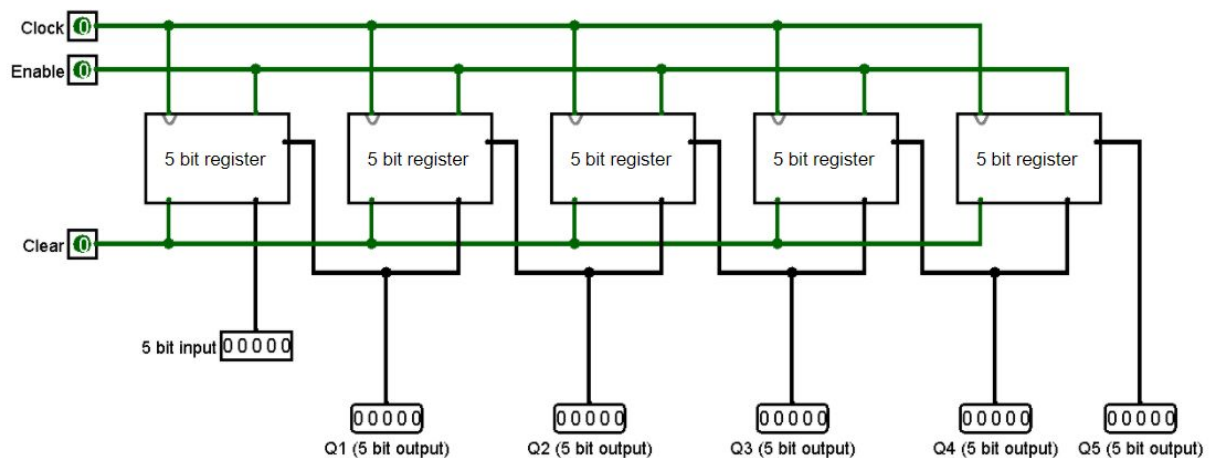 Clock 0
Enable 0
5 bit register 5 bit register 5 bit register 5 bit register 5 bit register
Clear 0
5 bit input 00000
00000 00000 00000 00000 00000
Q1 (5 bit output) Q2 (5 bit output) Q3 (5 bit output) Q4 (5 bit output) Q5 (5 bit output)